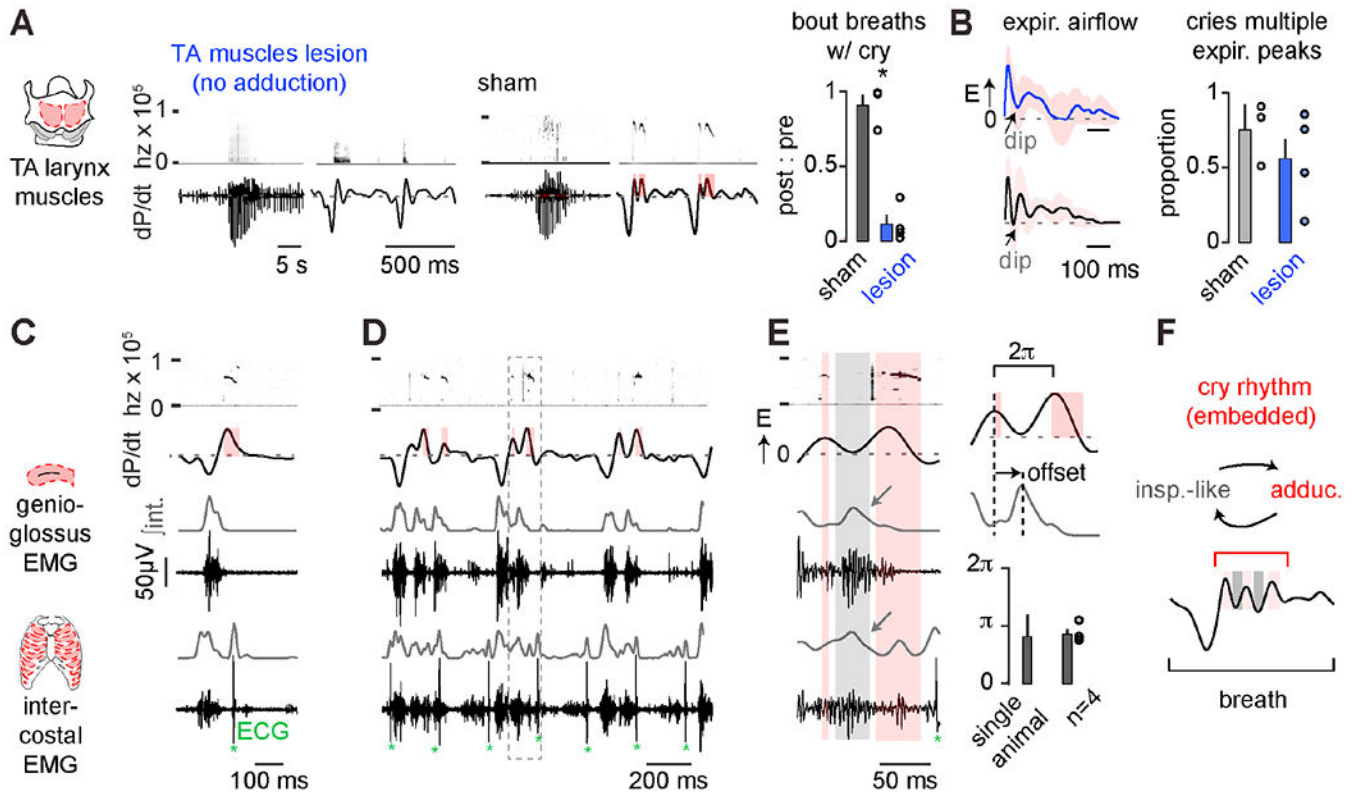 A
TA muscles lesion
(no adduction)
sham
TA larynx
muscles
hz x 10⁵
1
0
dP/dt
5 s
500 ms
bout breaths
w/ cry
*
post : pre
1
0.5
0
sham
lesion
B
expir. airflow
E
0
dip
dip
100 ms
cries multiple
expir. peaks
proportion
1
0.5
0
sham
lesion
C
hz x 10⁵
1
0
dP/dt
genio-
glossus
EMG
∫int.
50µV
inter-
costal
EMG
ECG
*
100 ms
D
* * * * * * *
200 ms
E
1
0
E
0
*
50 ms
2π
offset
2π
π
0
single
animal
n=4
F
cry rhythm
(embedded)
insp.-like
adduc.
breath